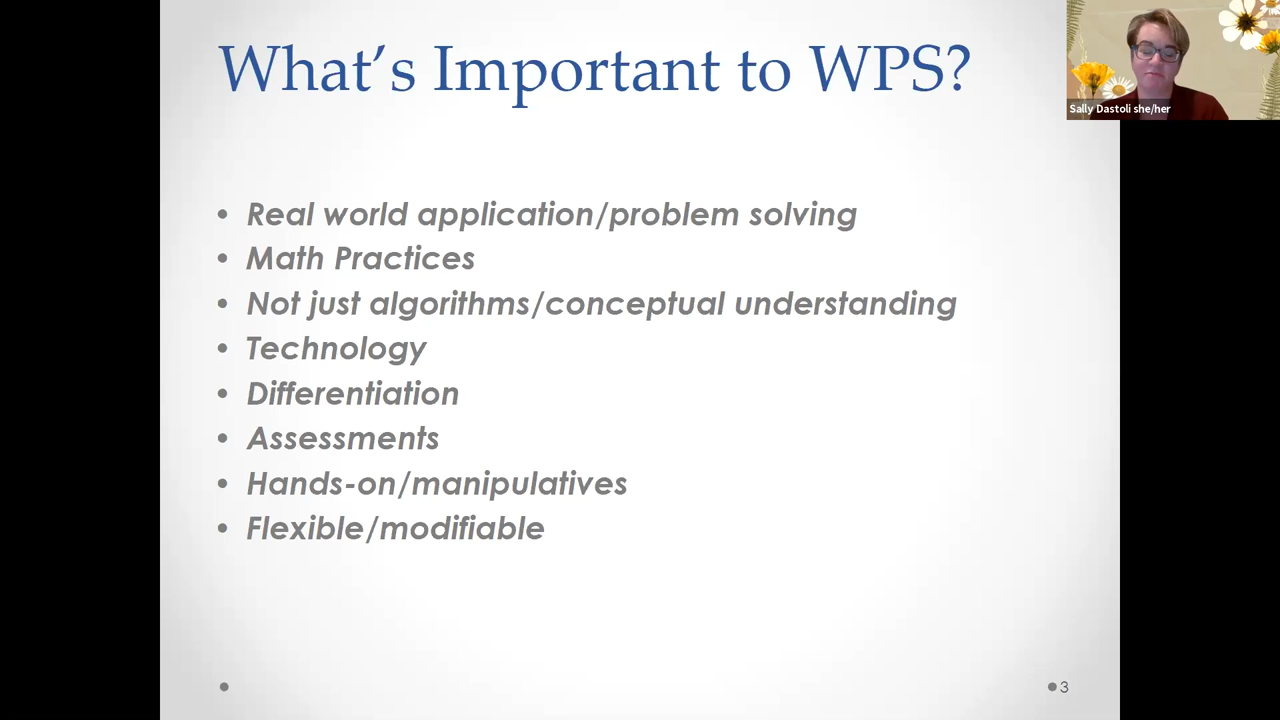 What's Important to WPS?
Sally Dastoli she/her
• Real world application/problem solving
• Math Practices
• Not just algorithms/conceptual understanding
• Technology
• Differentiation
• Assessments
• Hands-on/manipulatives
• Flexible/modifiable
3